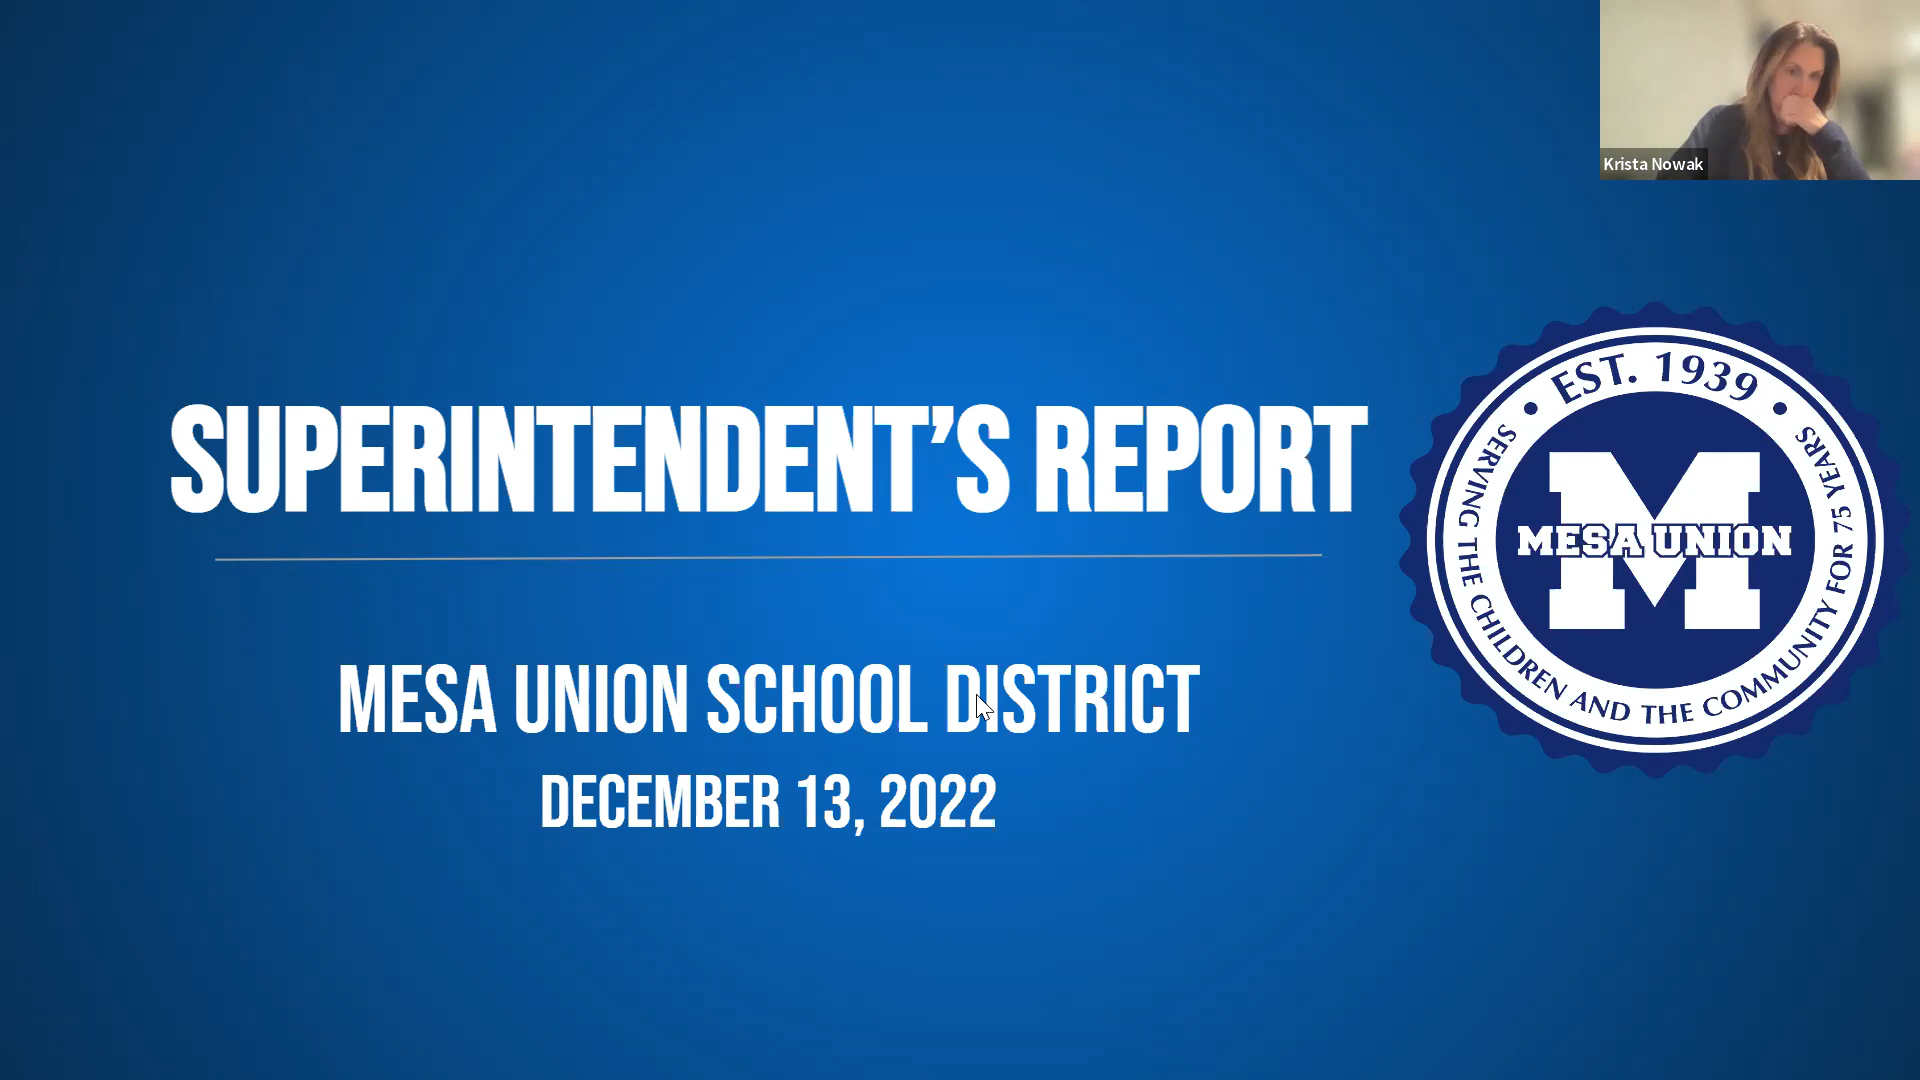 Krista Nowak
SUPERINTENDENT’S REPORT
MESA UNION SCHOOL DISTRICT
DECEMBER 13, 2022
• EST. 1939 •
MESA UNION
SERVING THE CHILDREN AND THE COMMUNITY FOR 75 YEARS